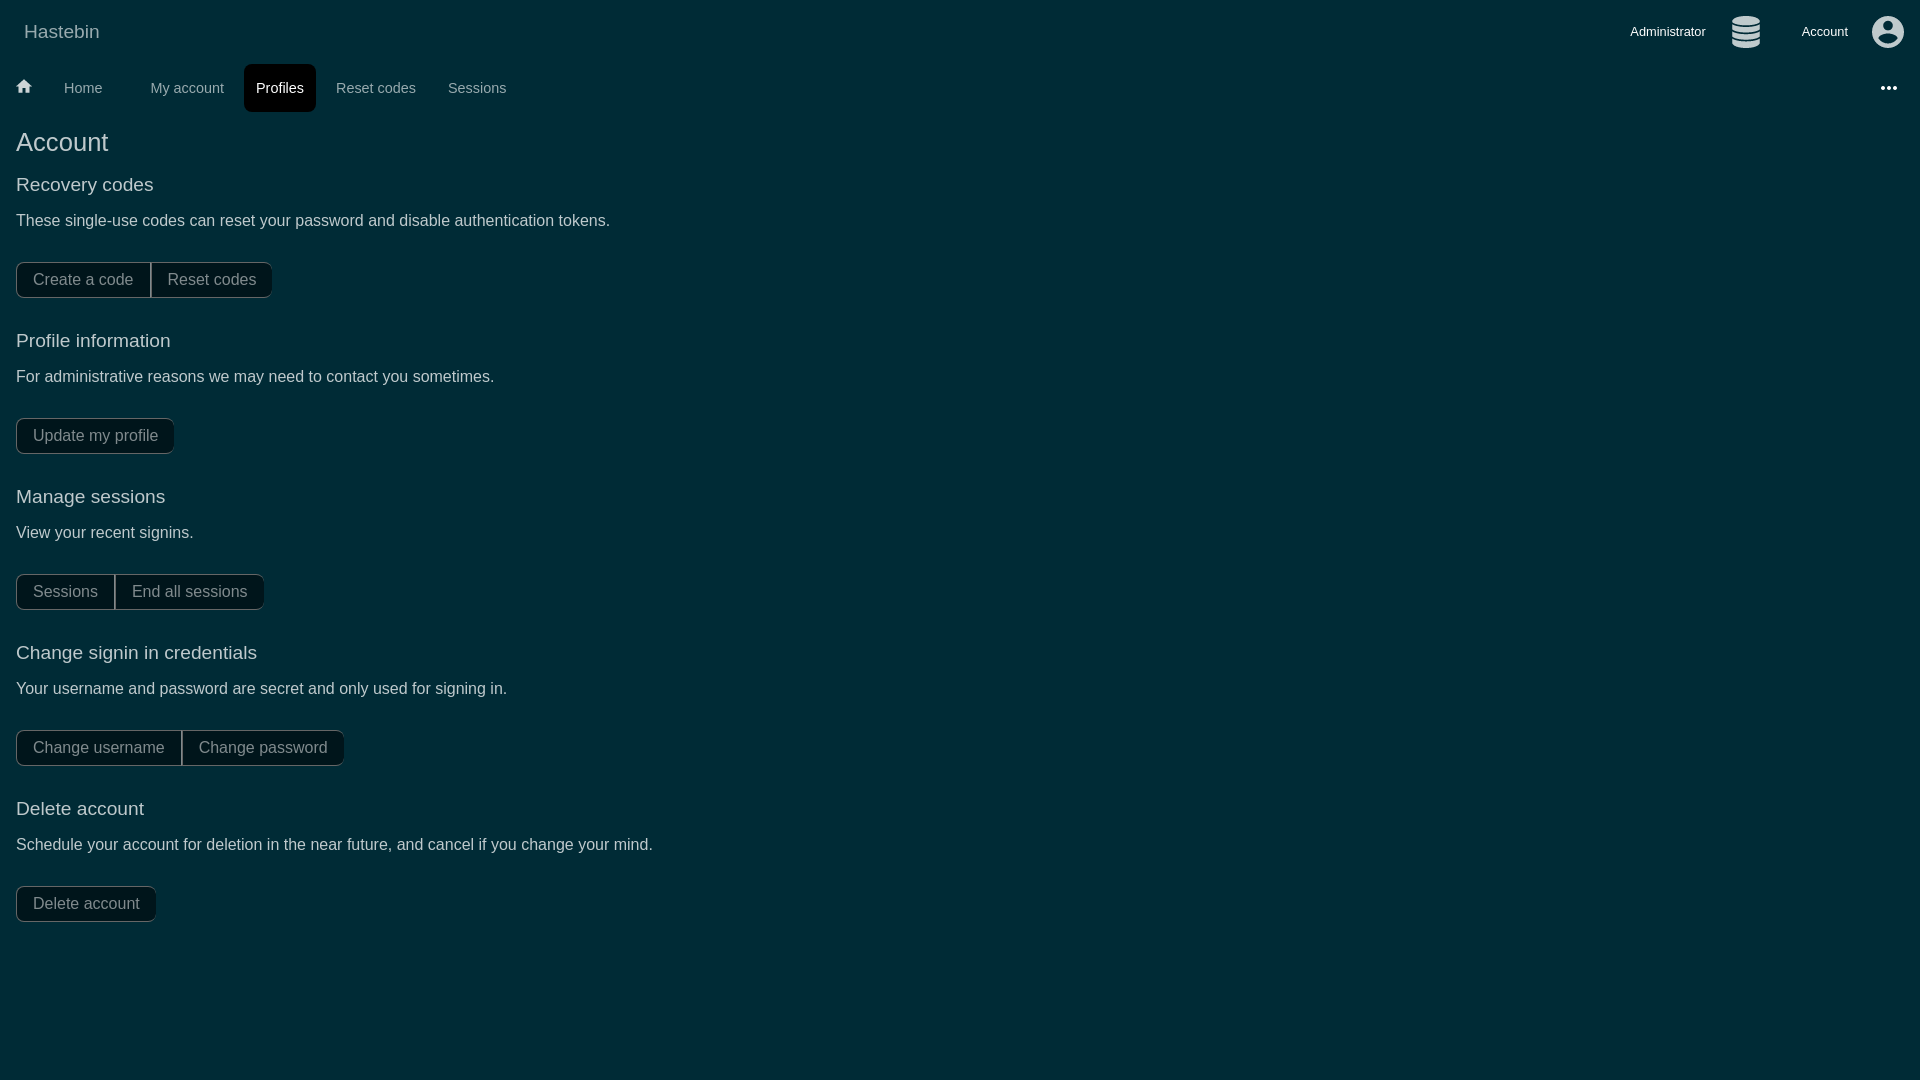 Hastebin
Administrator
Account
Home
My account
Profiles
Reset codes
Sessions
Account
Recovery codes
These single-use codes can reset your password and disable authentication tokens.
Create a code
Reset codes
Profile information
For administrative reasons we may need to contact you sometimes.
Update my profile
Manage sessions
View your recent signins.
Sessions
End all sessions
Change signin in credentials
Your username and password are secret and only used for signing in.
Change username
Change password
Delete account
Schedule your account for deletion in the near future, and cancel if you change your mind.
Delete account